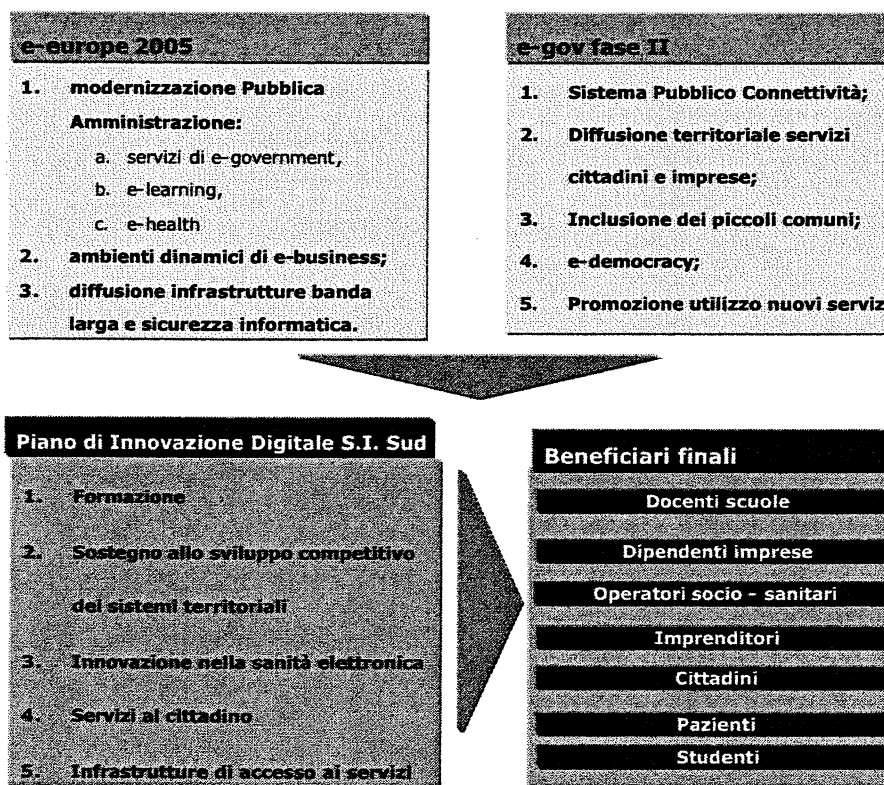 e-europe 2005
1. modernizzazione Pubblica
Amministrazione:
a. servizi di e-government,
b. e-learning,
c. e-health
2. ambienti dinamici di e-business;
3. diffusione infrastrutture banda
larga e sicurezza informatica.
e-gov fase II
1. Sistema Pubblico Connettività;
2. Diffusione territoriale servizi
cittadini e imprese;
3. Inclusione dei piccoli comuni;
4. e-democracy;
5. Promozione utilizzo nuovi serviz
Piano di Innovazione Digitale S.I. Sud
1. Formazione
2. Sostegno allo sviluppo competitivo
dei sistemi territoriali
3. Innovazione nella sanità elettronica
4. Servizi al cittadino
5. Infrastrutture di accesso ai servizi
Beneficiari finali
Docenti scuole
Dipendenti imprese
Operatori socio - sanitari
Imprenditori
Cittadini
Pazienti
Studenti